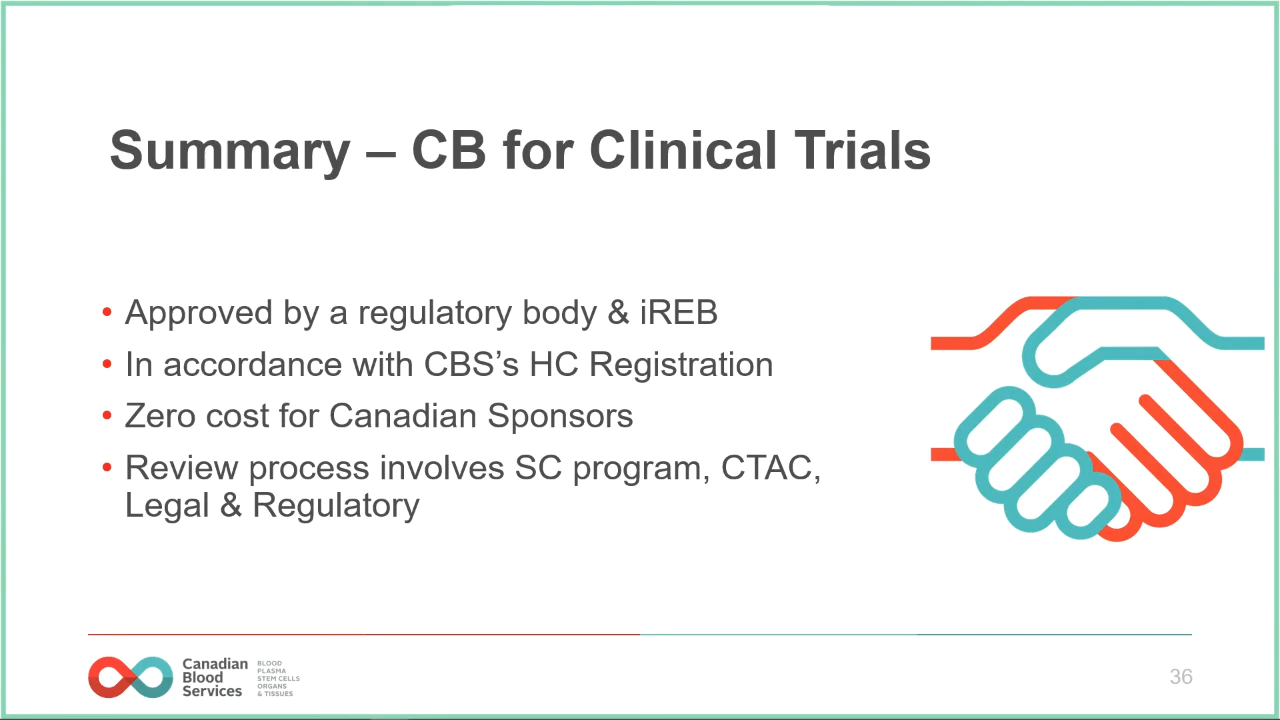 Summary – CB for Clinical Trials
• Approved by a regulatory body & iREB
• In accordance with CBS’s HC Registration
• Zero cost for Canadian Sponsors
• Review process involves SC program, CTAC,
Legal & Regulatory
Canadian
Blood
Services
BLOOD
PLASMA
STEM CELLS
ORGANS
& TISSUES
36